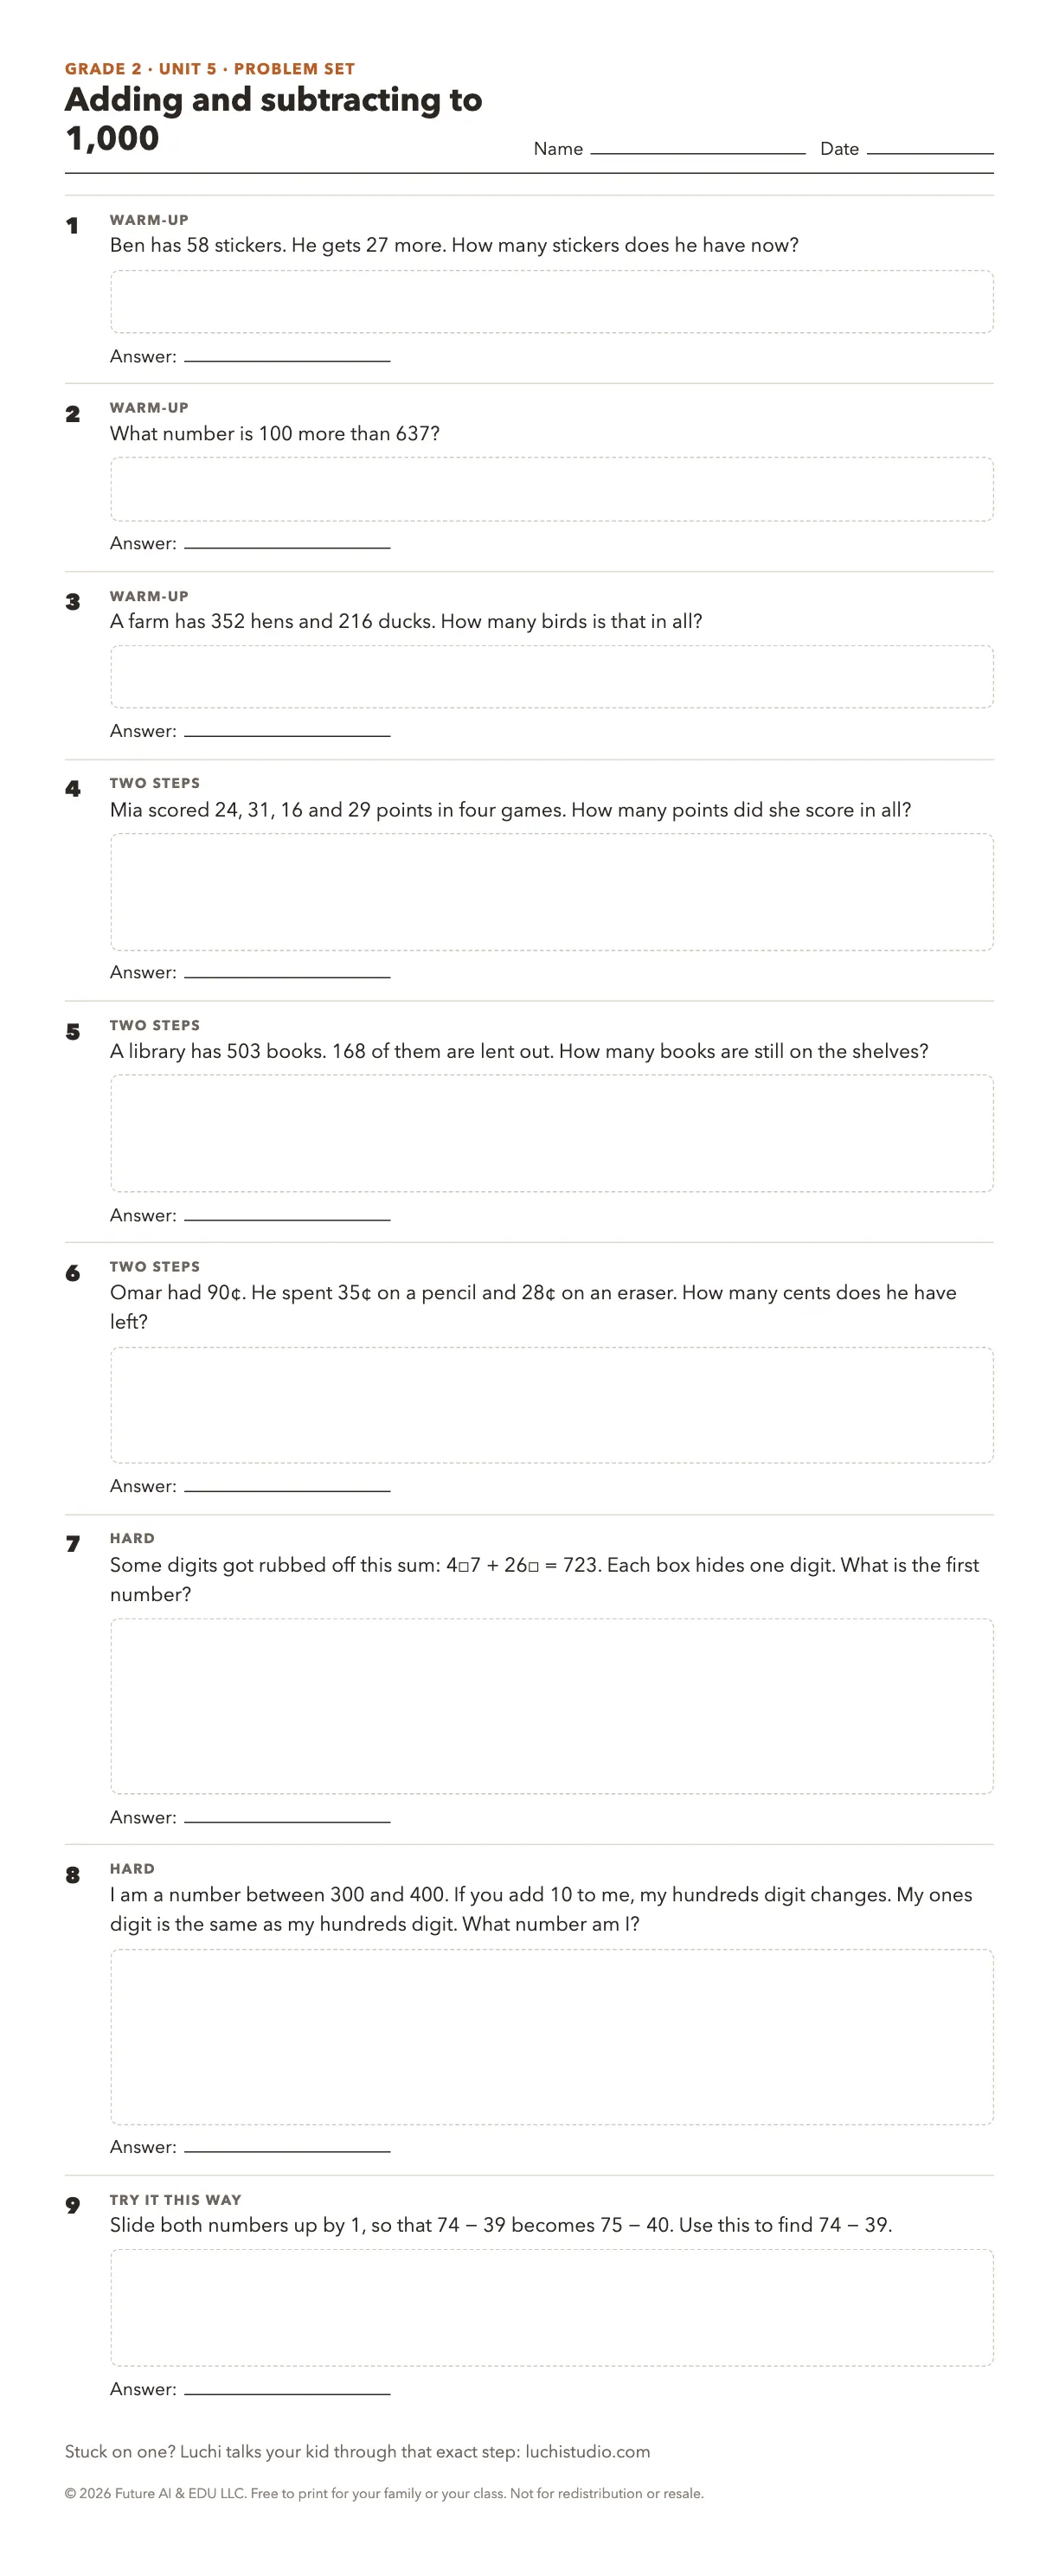 GRADE 2 · UNIT 5 · PROBLEM SET
Adding and subtracting to
1,000
Name Date
1 WARM-UP
Ben has 58 stickers. He gets 27 more. How many stickers does he have now?
Answer:
2 WARM-UP
What number is 100 more than 637?
Answer:
3 WARM-UP
A farm has 352 hens and 216 ducks. How many birds is that in all?
Answer:
4 TWO STEPS
Mia scored 24, 31, 16 and 29 points in four games. How many points did she score in all?
Answer:
5 TWO STEPS
A library has 503 books. 168 of them are lent out. How many books are still on the shelves?
Answer:
6 TWO STEPS
Omar had 90¢. He spent 35¢ on a pencil and 28¢ on an eraser. How many cents does he have
left?
Answer:
7 HARD
Some digits got rubbed off this sum: 4□7 + 26□ = 723. Each box hides one digit. What is the first
number?
Answer:
8 HARD
I am a number between 300 and 400. If you add 10 to me, my hundreds digit changes. My ones
digit is the same as my hundreds digit. What number am I?
Answer:
9 TRY IT THIS WAY
Slide both numbers up by 1, so that 74 − 39 becomes 75 − 40. Use this to find 74 − 39.
Answer:
Stuck on one? Luchi talks your kid through that exact step: luchistudio.com
© 2026 Future AI & EDU LLC. Free to print for your family or your class. Not for redistribution or resale.